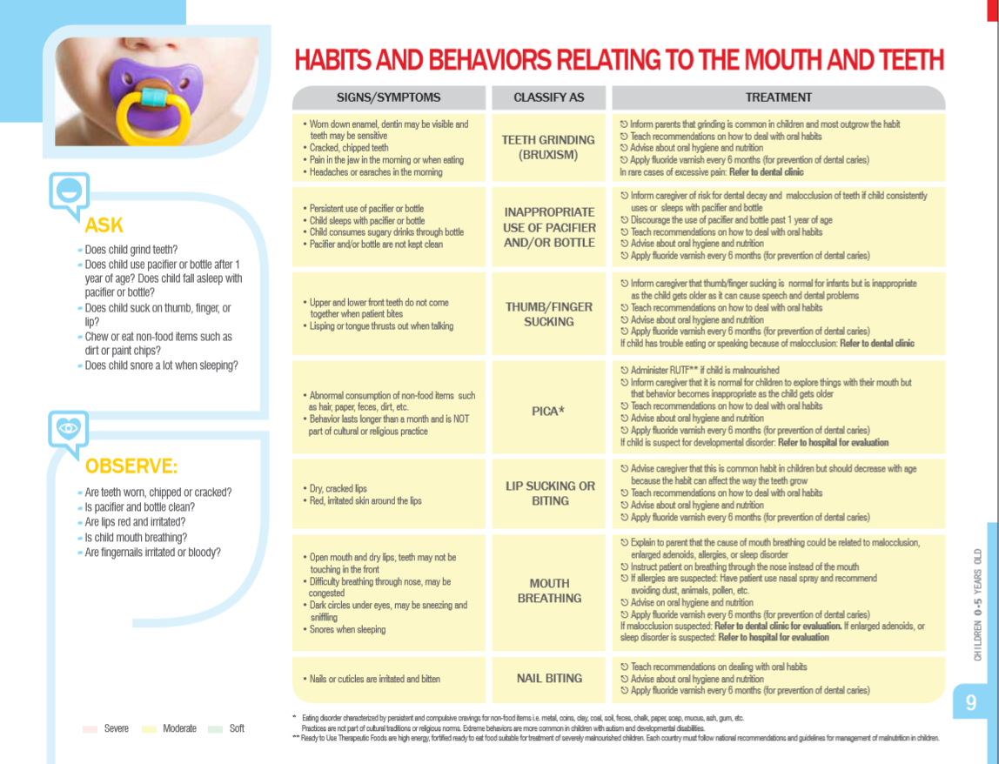 HABITS AND BEHAVIORS RELATING TO THE MOUTH AND TEETH
ASK
Does child grind teeth?
Does child use pacifier or bottle after 1
year of age? Does child fall asleep with
pacifier or bottle?
Does child suck on thumb, finger, or
lip?
Chew or eat non-food items such as
dirt or paint chips?
Does child snore a lot when sleeping?
OBSERVE:
Are teeth worn, chipped or cracked?
Is pacifier and bottle clean?
Are lips red and irritated?
Is child mouth breathing?
Are fingernails irritated or bloody?
Severe
Moderate
Soft
SIGNS/SYMPTOMS
CLASSIFY AS
TREATMENT
• Worn down enamel, dentin may be visible and
teeth may be sensitive
• Cracked, chipped teeth
• Pain in the jaw in the morning or when eating
• Headaches or earaches in the morning
TEETH GRINDING
(BRUXISM)
Inform parents that grinding is common in children and most outgrow the habit
Teach recommendations on how to deal with oral habits
Advise about oral hygiene and nutrition
Apply fluoride varnish every 6 months (for prevention of dental caries)
In rare cases of excessive pain: Refer to dental clinic
• Persistent use of pacifier or bottle
• Child sleeps with pacifier or bottle
• Child consumes sugary drinks through bottle
• Pacifier and/or bottle are not kept clean
INAPPROPRIATE
USE OF PACIFIER
AND/OR BOTTLE
Inform caregiver of risk for dental decay and malocclusion of teeth if child consistently
uses or sleeps with pacifier and bottle
Discourage the use of pacifier and bottle past 1 year of age
Teach recommendations on how to deal with oral habits
Advise about oral hygiene and nutrition
Apply fluoride varnish every 6 months (for prevention of dental caries)
• Upper and lower front teeth do not come
together when patient bites
• Lisping or tongue thrusts out when talking
THUMB/FINGER
SUCKING
Inform caregiver that thumb/finger sucking is normal for infants but is inappropriate
as the child gets older as it can cause speech and dental problems
Teach recommendations on how to deal with oral habits
Advise about oral hygiene and nutrition
Apply fluoride varnish every 6 months (for prevention of dental caries)
If child has trouble eating or speaking because of malocclusion: Refer to dental clinic
• Abnormal consumption of non-food items such
as hair, paper, feces, dirt, etc.
• Behavior lasts longer than a month and is NOT
part of cultural or religious practice
PICA*
Administer RUTF** if child is malnourished
Inform caregiver that it is normal for children to explore things with their mouth but
that behavior becomes inappropriate as the child gets older
Teach recommendations on how to deal with oral habits
Advise about oral hygiene and nutrition
Apply fluoride varnish every 6 months (for prevention of dental caries)
If child is suspect for developmental disorder: Refer to hospital for evaluation
• Dry, cracked lips
• Red, irritated skin around the lips
LIP SUCKING OR
BITING
Advise caregiver that this is common habit in children but should decrease with age
because the habit can affect the way the teeth grow
Teach recommendations on how to deal with oral habits
Advise about oral hygiene and nutrition
Apply fluoride varnish every 6 months (for prevention of dental caries)
• Open mouth and dry lips, teeth may not be
touching in the front
• Difficulty breathing through nose, may be
congested
• Dark circles under eyes, may be sneezing and
sniffling
• Snores when sleeping
MOUTH
BREATHING
Explain to parent that the cause of mouth breathing could be related to malocclusion,
enlarged adenoids, allergies, or sleep disorder
Instruct patient on breathing through the nose instead of the mouth
If allergies are suspected: Have patient use nasal spray and recommend
avoiding dust, animals, pollen, etc.
Advise on oral hygiene and nutrition
Apply fluoride varnish every 6 months (for prevention of dental caries)
If malocclusion suspected: Refer to dental clinic for evaluation. If enlarged adenoids, or
sleep disorder is suspected: Refer to hospital for evaluation
• Nails or cuticles are irritated and bitten
NAIL BITING
Teach recommendations on dealing with oral habits
Advise about oral hygiene and nutrition
Apply fluoride varnish every 6 months (for prevention of dental caries)
* Eating disorder characterized by persistent and compulsive cravings for non-food items i.e. metal, coins, clay, coal, soil, feces, chalk, paper, soap, mucus, ash, gum, etc.
Practices are not part of cultural traditions or religious norms. Extreme behaviors are more common in children with autism and developmental disabilities.
** Ready to Use Therapeutic Foods are high energy, fortified ready to eat food suitable for treatment of severely malnourished children. Each country must follow national recommendations and guidelines for management of malnutrition in children.
CHILDREN 0-5 YEARS OLD
9